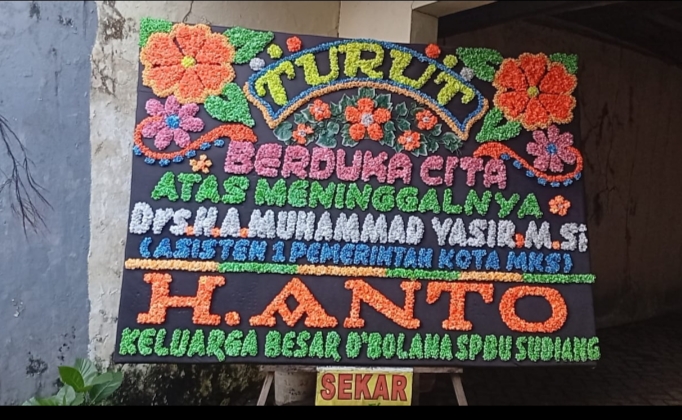 TURUT
BERDUKA CITA
ATAS MENINGGALNYA
Drs.H.A.MUHAMMAD YASIR.M.Si
(ASISTEN 1 PEMERINTAH KOTA MKS)
H.ANTO
KELUARGA BESAR D'BOLANA SPBU SUDIANG
SEKAR